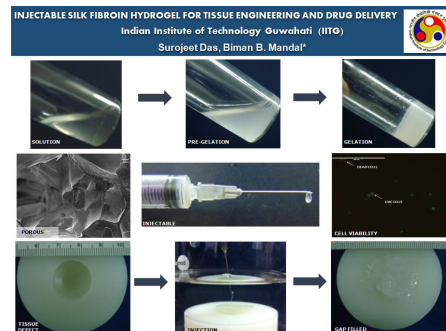 INJECTABLE SILK FIBROIN HYDROGEL FOR TISSUE ENGINEERING AND DRUG DELIVERY
Indian Institute of Technology Guwahati (IITG)
Surojeet Das, Biman B. Mandal*
SOLUTION
PRE-GELATION
GELATION
DEAD CELLS
LIVE CELLS
POROUS
INJECTABLE
CELL VIABILITY
TISSUE
DEFECT
INJECTION
GAP FILLED